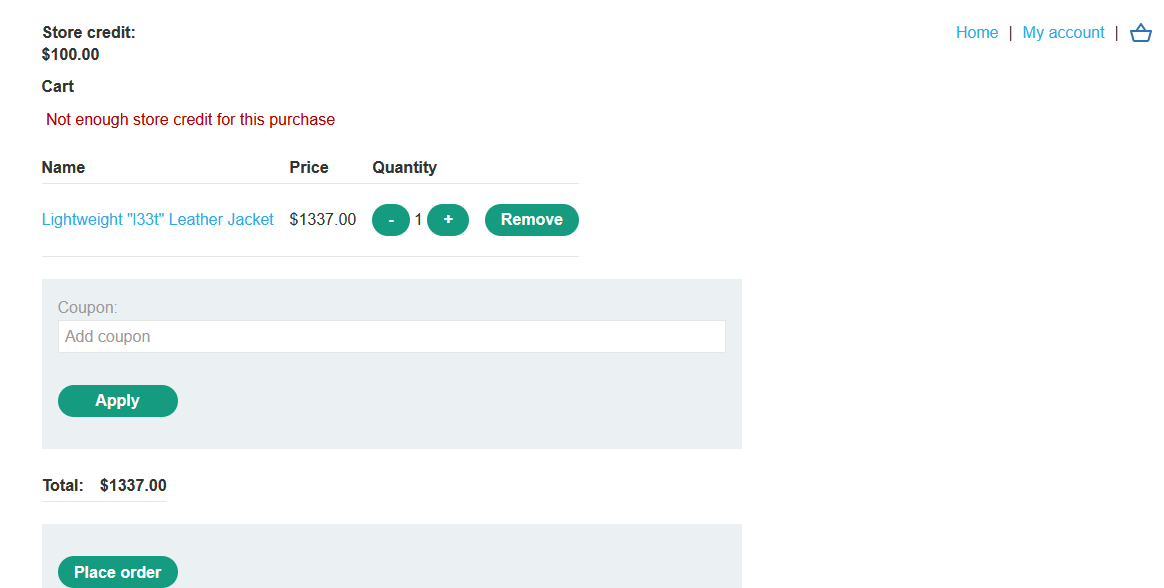 Store credit:
$100.00
Home | My account |
Cart
Not enough store credit for this purchase
Name Price Quantity
Lightweight "l33t" Leather Jacket $1337.00 - 1 + Remove
Coupon:
Add coupon
Apply
Total: $1337.00
Place order